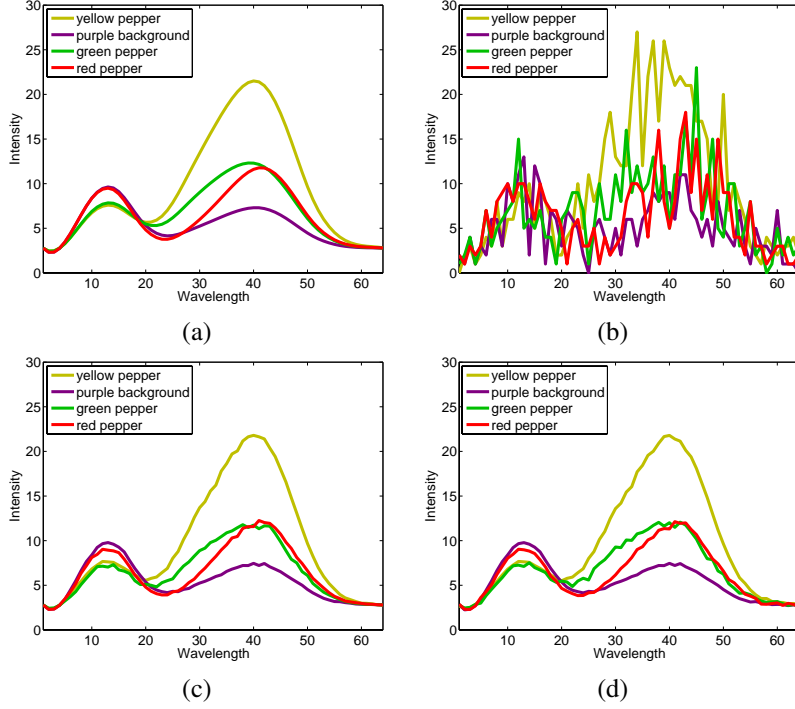 30
25
20
15
10
5
0
Intensity
yellow pepper
purple background
green pepper
red pepper
10 20 30 40 50 60
Wavelength
(a)
30
25
20
15
10
5
0
Intensity
yellow pepper
purple background
green pepper
red pepper
10 20 30 40 50 60
Wavelength
(b)
30
25
20
15
10
5
0
Intensity
yellow pepper
purple background
green pepper
red pepper
10 20 30 40 50 60
Wavelength
(c)
30
25
20
15
10
5
0
Intensity
yellow pepper
purple background
green pepper
red pepper
10 20 30 40 50 60
Wavelength
(d)